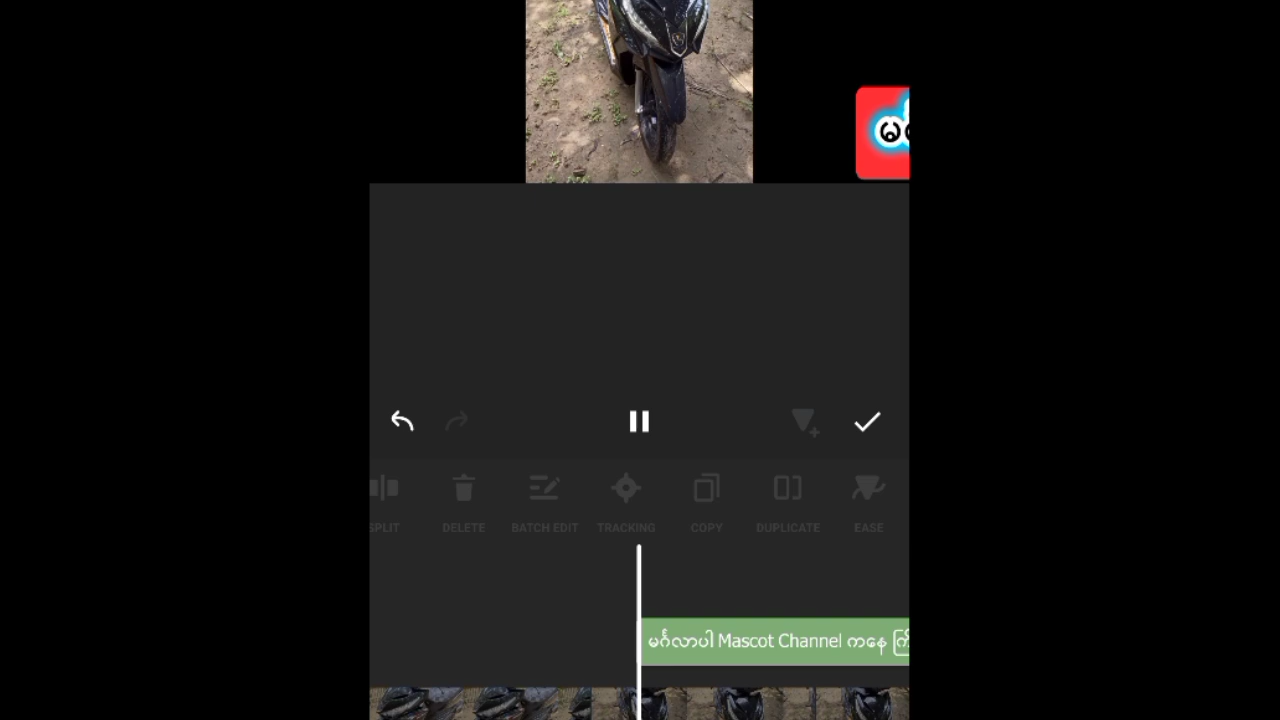 SPLIT DELETE BATCH EDIT TRACKING COPY DUPLICATE EASE
မင်္ဂလာပါ Mascot Channel ကနေ